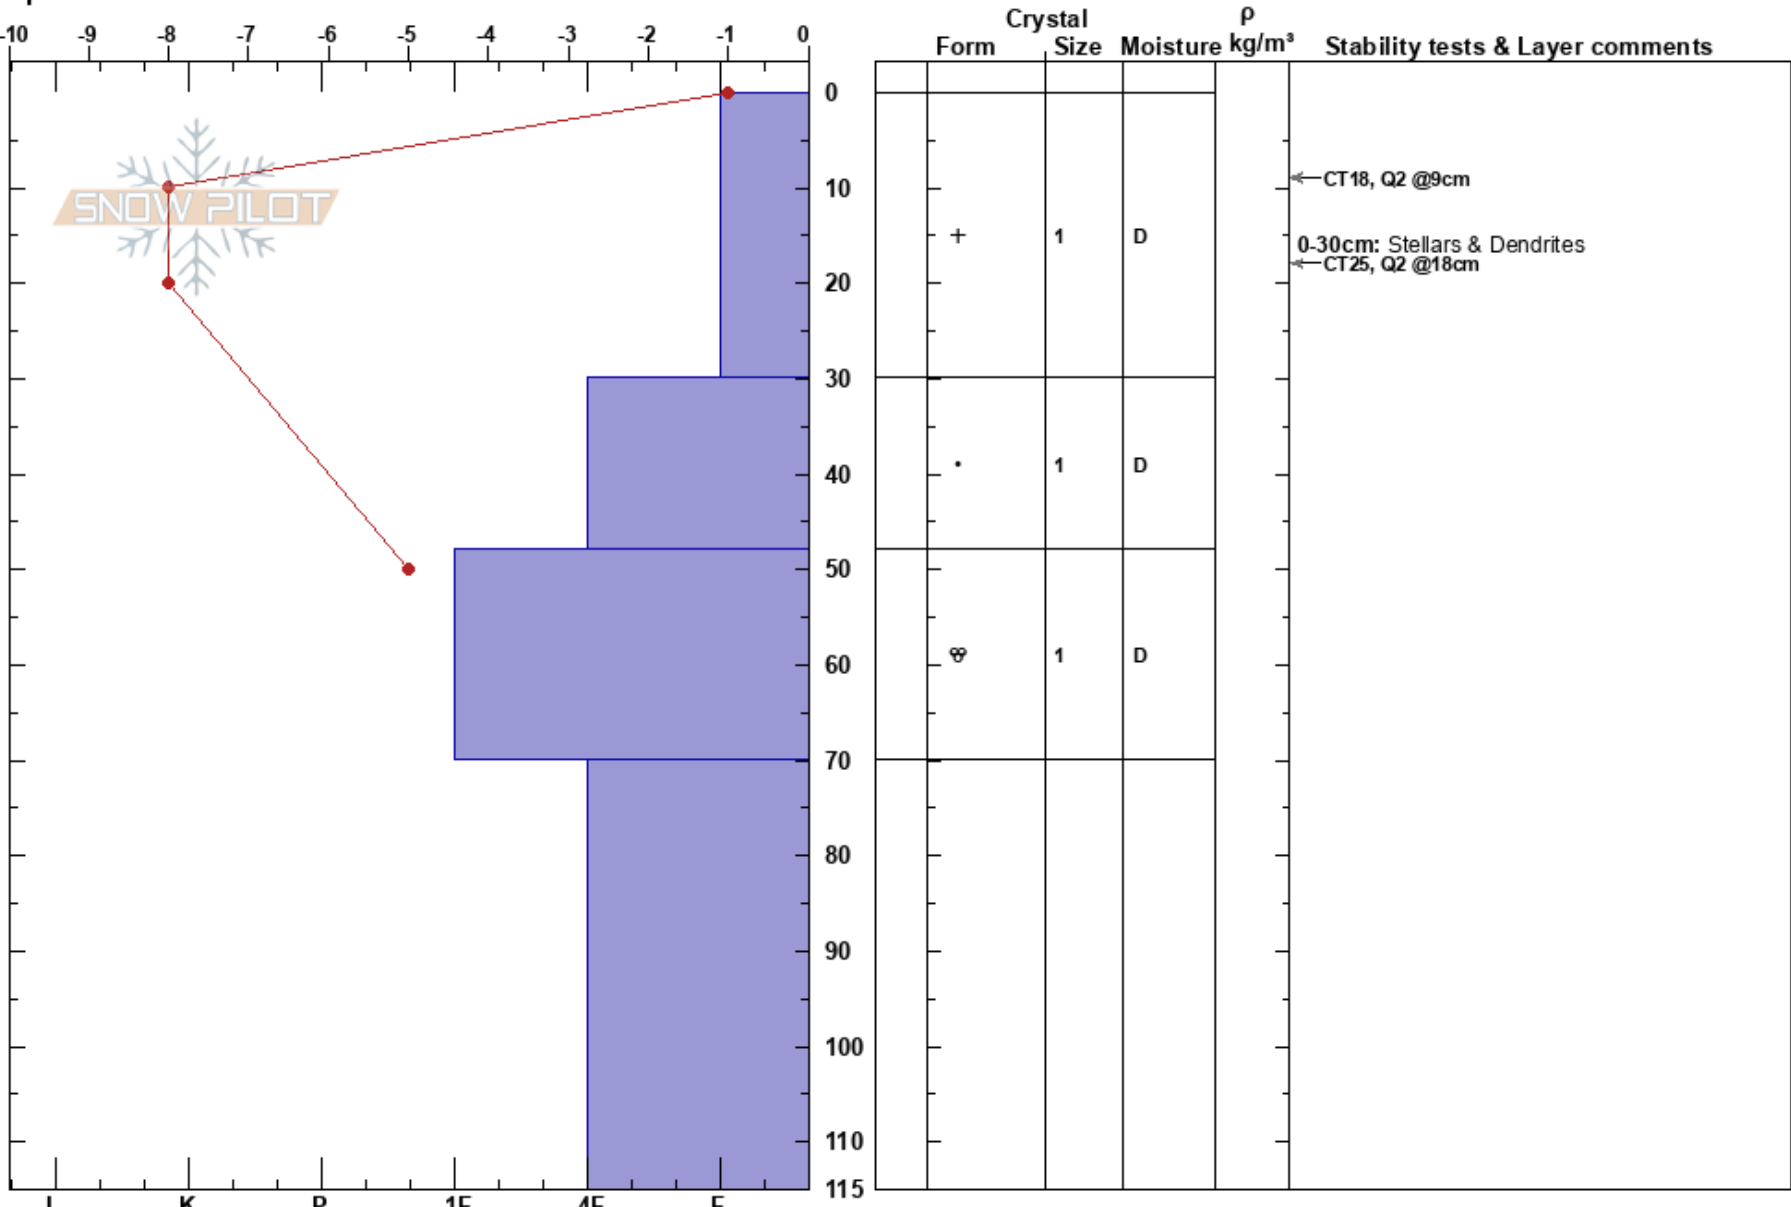 -10 -9 -8 -7 -6 -5 -4 -3 -2 -1 0
Crystal ρ
Form Size Moisture kg/m³ Stability tests & Layer comments
0
10
20
30
40
50
60
70
80
90
100
110
115
SNOW PILOT
CT18, Q2 @9cm
1 D
0-30cm: Stellars & Dendrites
CT25, Q2 @18cm
1 D
1 D
I K P 1F 4F F